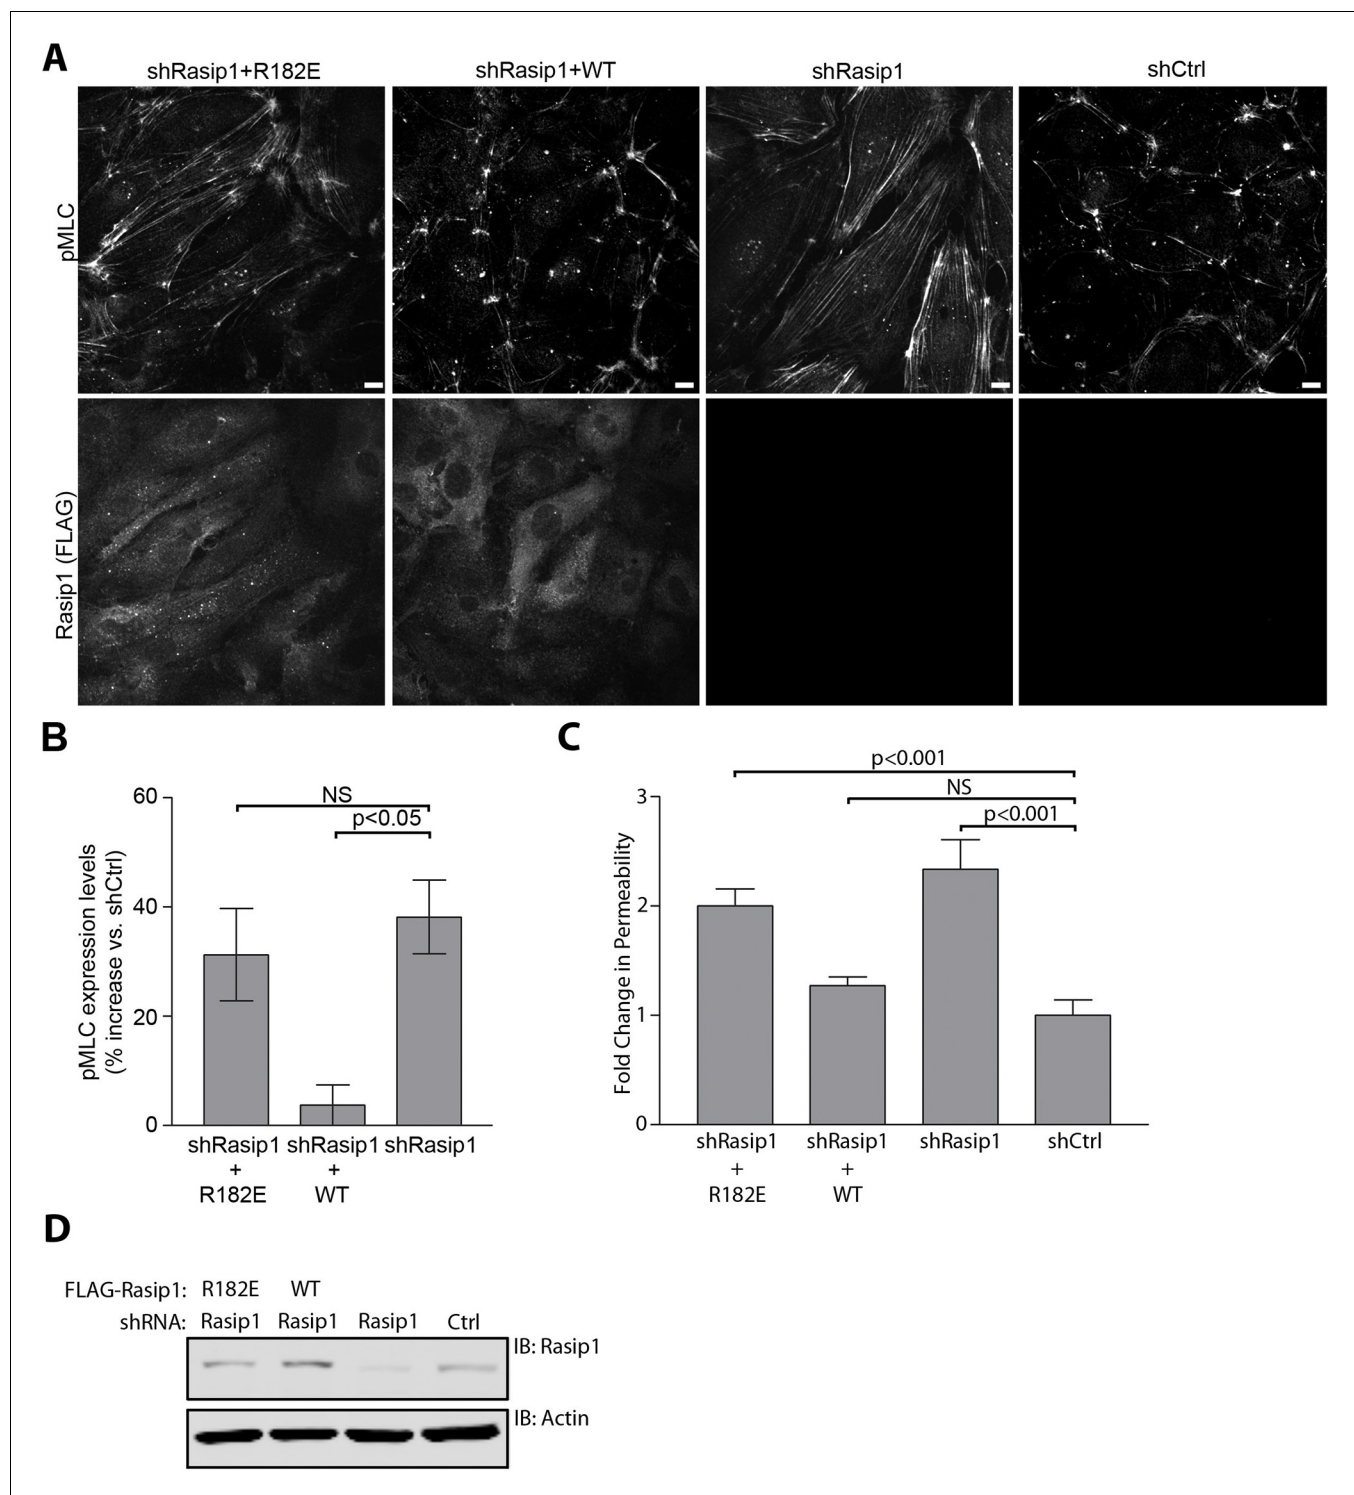 A
shRasip1+R182E
shRasip1+WT
shRasip1
shCtrl
pMLC
Rasip1 (FLAG)
B
pMLC expression levels
(% increase vs. shCtrl)
60
40
20
0
NS
p<0.05
shRasip1
+
R182E
shRasip1
+
WT
shRasip1
C
Fold Change in Permeability
3
2
1
0
p<0.001
NS
p<0.001
shRasip1
+
R182E
shRasip1
+
WT
shRasip1
shCtrl
D
FLAG-Rasip1: R182E WT
shRNA: Rasip1 Rasip1 Rasip1 Ctrl
IB: Rasip1
IB: Actin